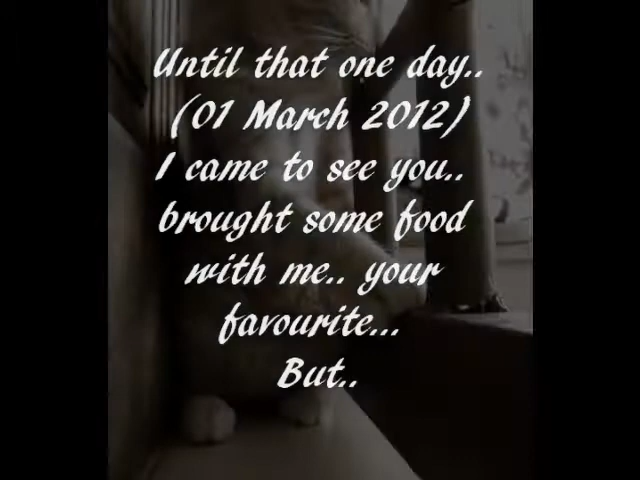 Until that one day..
(01 March 2012)
I came to see you..
brought some food
with me.. your
favourite...
But..